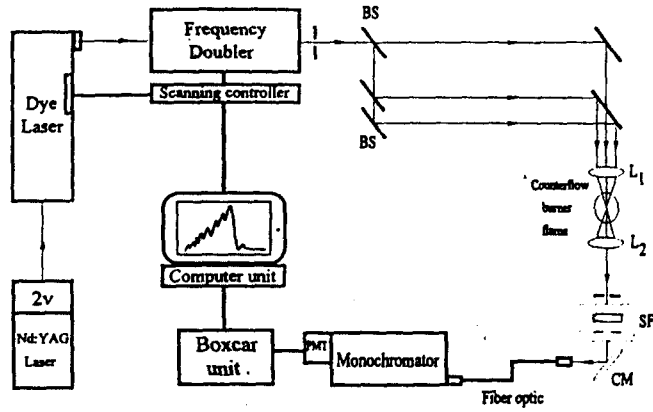 Frequency
Doubler
BS
Dye
Laser
Scanning controller
BS
L1
Counterflow
burner
flame
L2
Computer unit
2ν
Nd:YAG
Laser
SF
Boxcar
unit
PMT
Monochromator
CM
Fiber optic